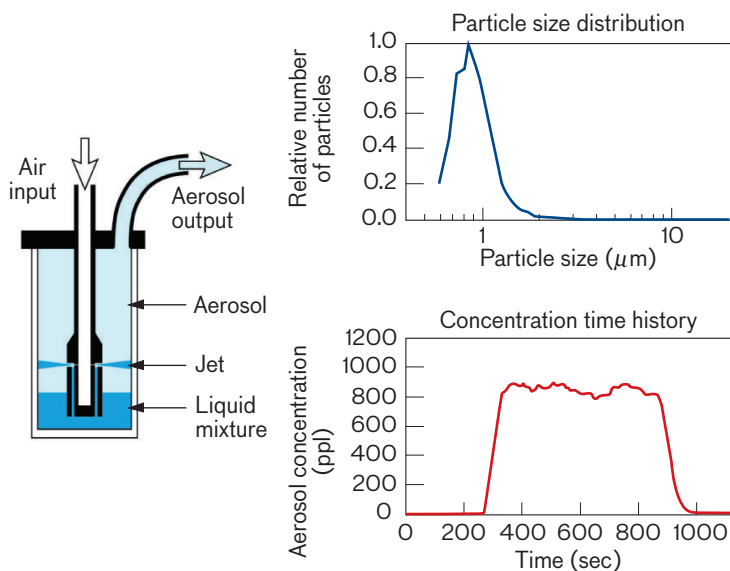 Air
input
Aerosol
output
Aerosol
Jet
Liquid
mixture
Particle size distribution
Relative number
of particles
1.0
0.8
0.6
0.4
0.2
0.0
1
10
Particle size (μm)
Concentration time history
Aerosol concentration
(ppl)
1200
1000
800
600
400
200
0
0
200
400
600
800
1000
Time (sec)